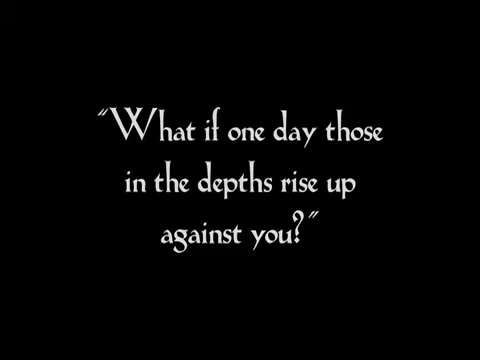 “What if one day those
in the depths rise up
against you?”